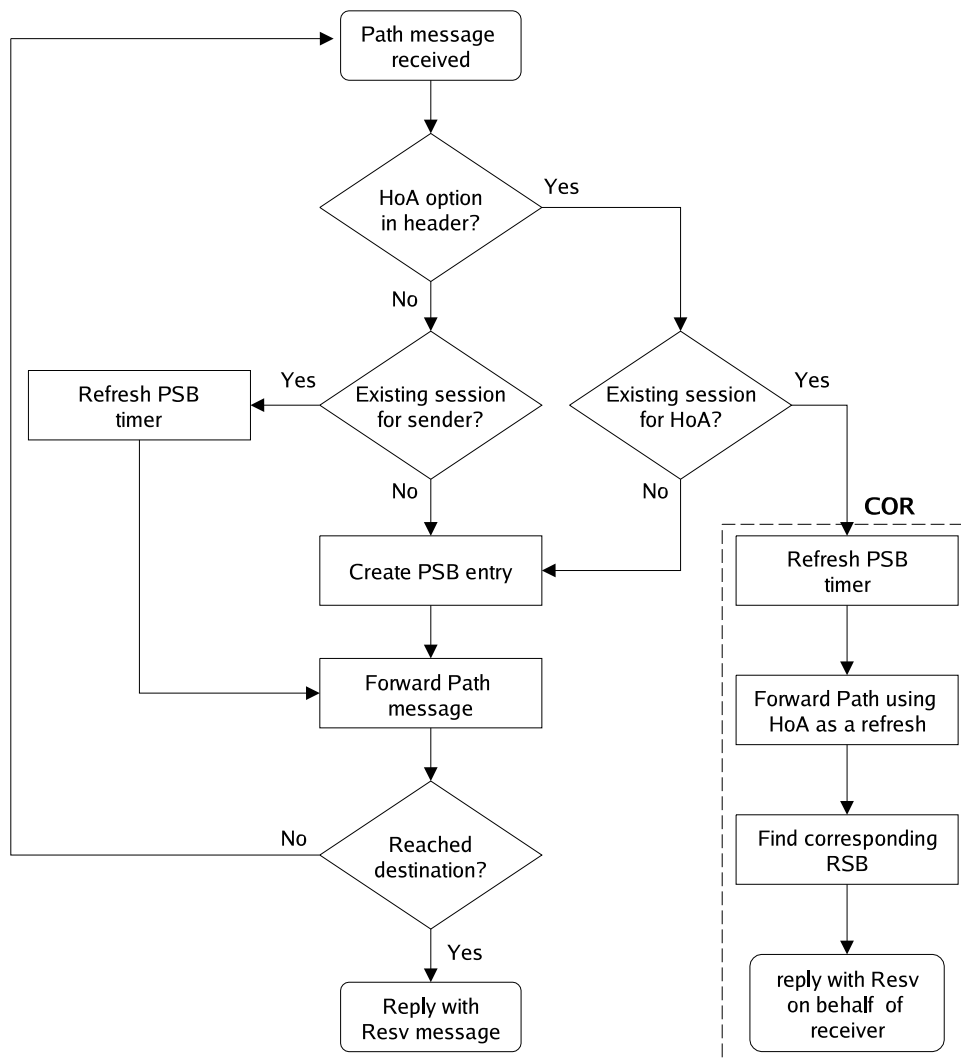 Path message
received
HoA option
in header?
Yes
No
Refresh PSB
timer
Yes
Existing session
for sender?
Existing session
for HoA?
Yes
No
No
COR
Create PSB entry
Refresh PSB
timer
Forward Path
message
Forward Path using
HoA as a refresh
No
Reached
destination?
Find corresponding
RSB
Yes
Reply with
Resv message
reply with Resv
on behalf of
receiver